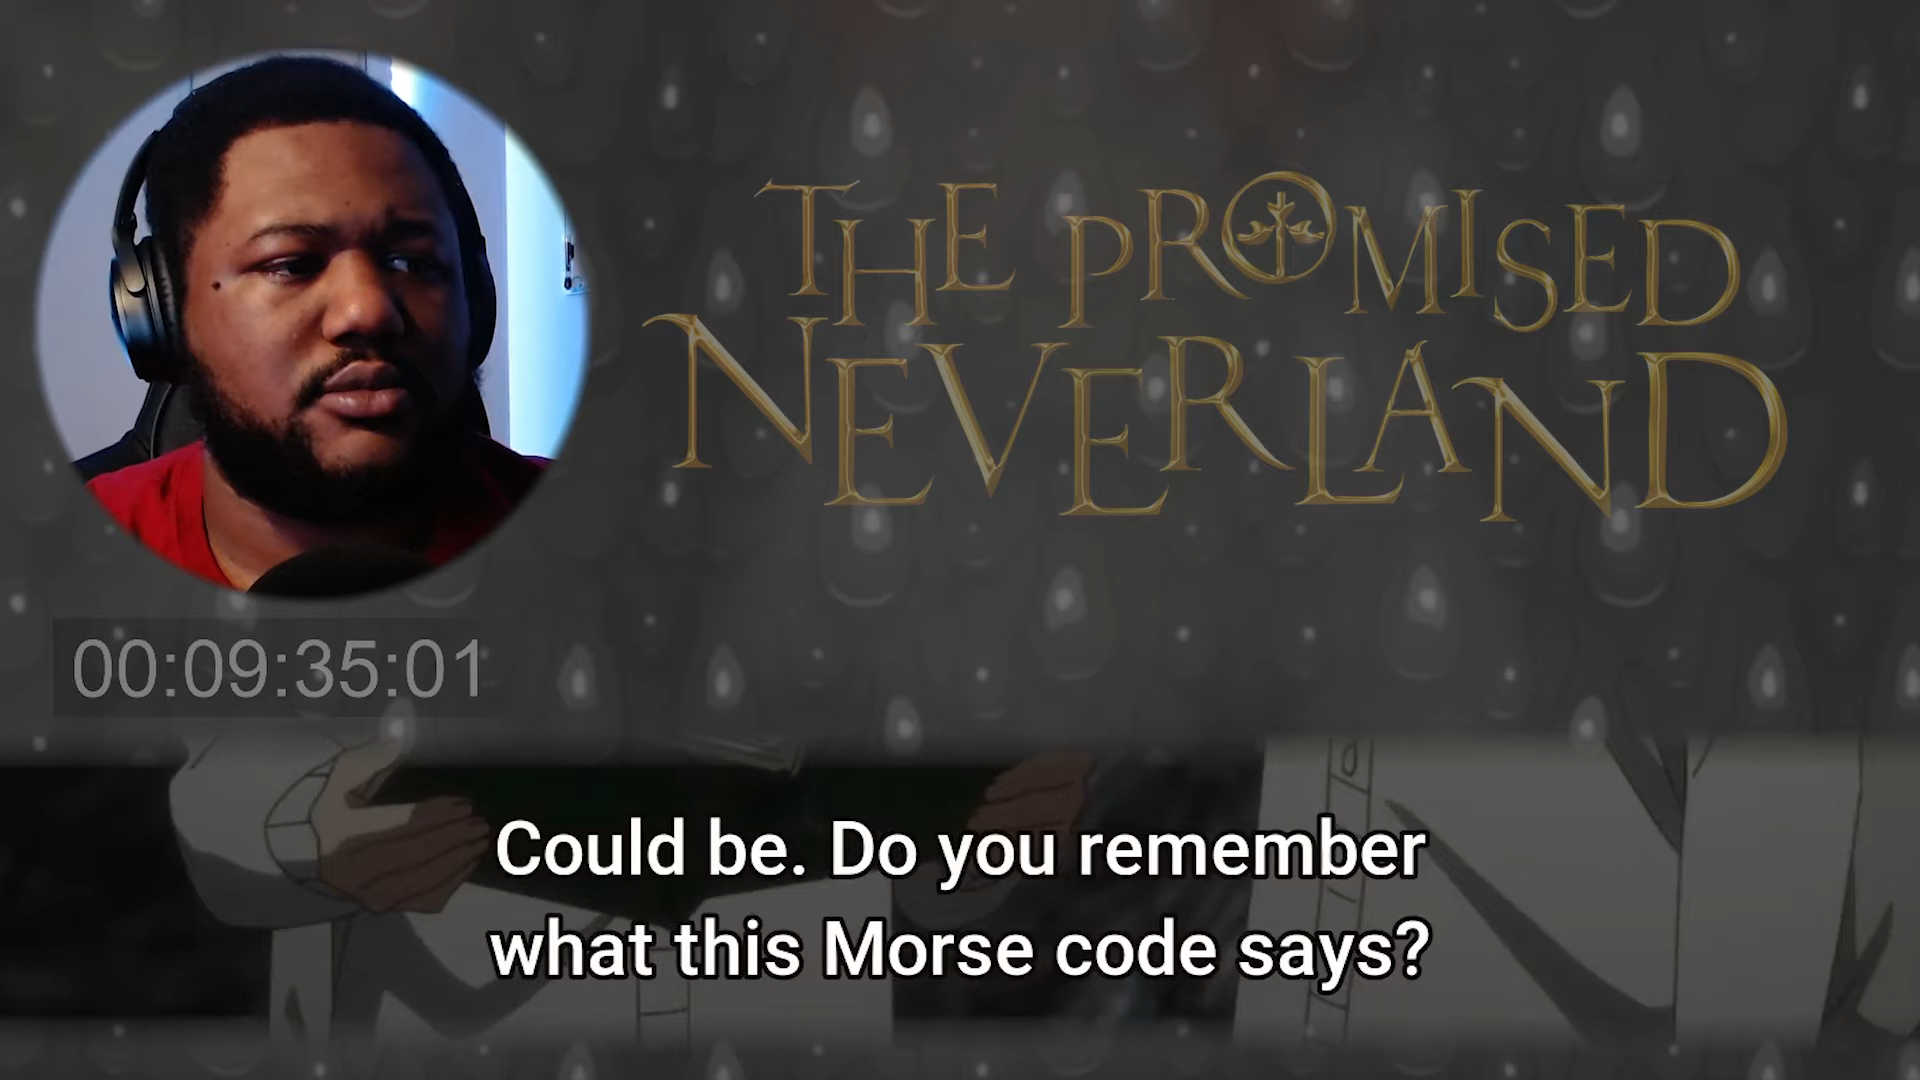 THE PROMISED
NEVERLAND
00:09:35:01
Could be. Do you remember
what this Morse code says?